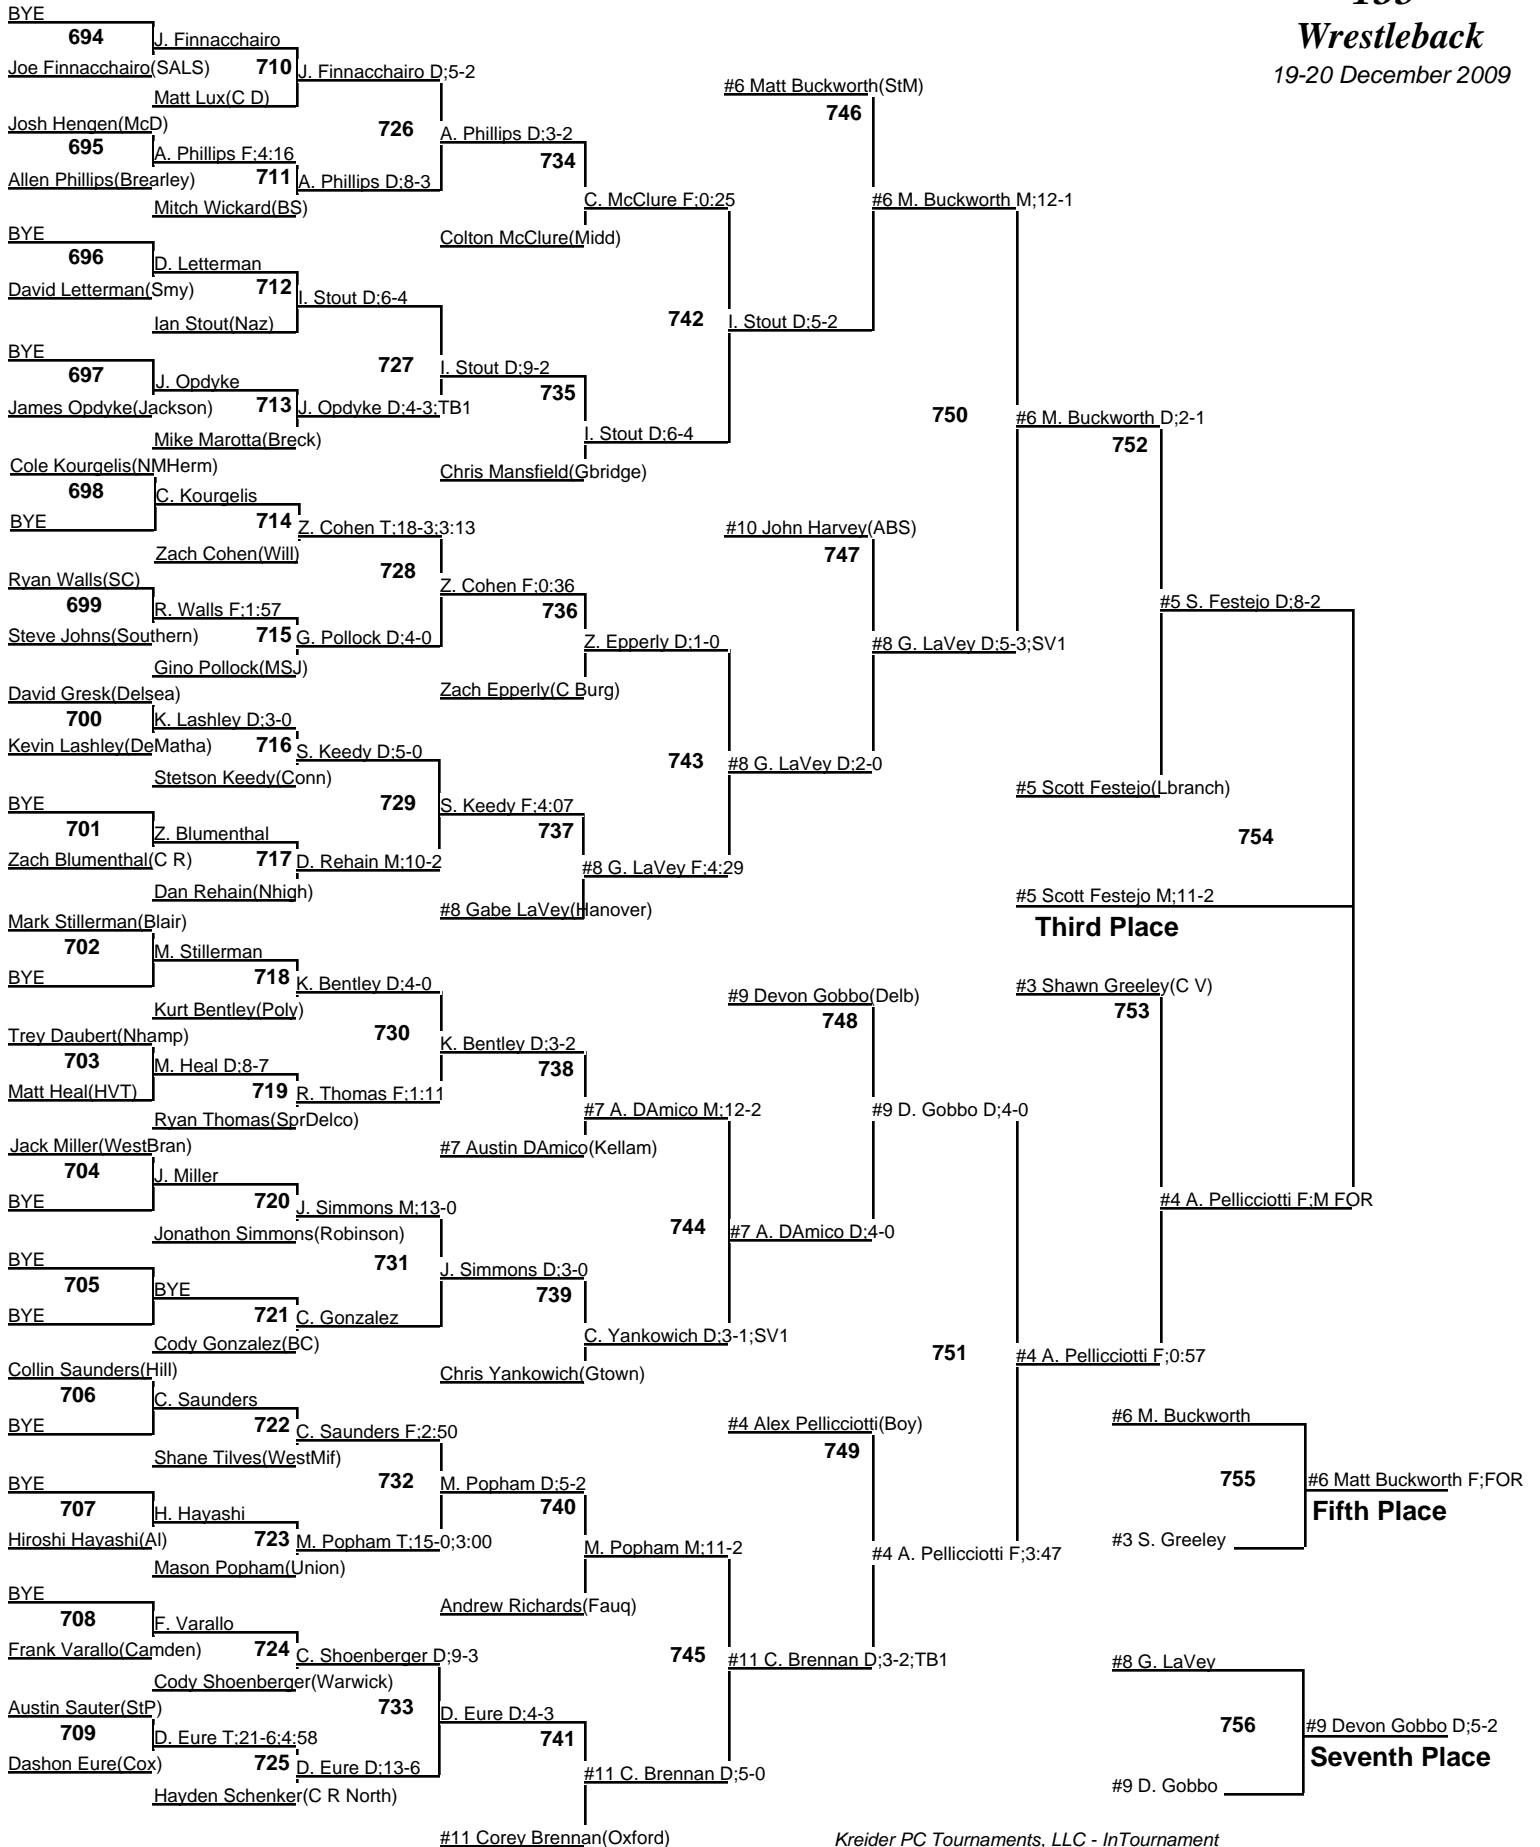 Wrestleback
19-20 December 2009
BYE
694
J. Finnacchairo
Joe Finnacchairo(SALS)
710
J. Finnacchairo D;5-2
Matt Lux(C D)
Josh Hengen(McD)
726
695
A. Phillips F;4:16
A. Phillips D;3-2
734
Allen Phillips(Brearley)
711
A. Phillips D;8-3
Mitch Wickard(BS)
C. McClure F;0:25
Colton McClure(Midd)
#6 Matt Buckworth(StM)
746
#6 M. Buckworth M;12-1
BYE
696
D. Letterman
David Letterman(Smy)
712
I. Stout D;6-4
Ian Stout(Naz)
742
I. Stout D;5-2
BYE
727
697
J. Opdyke
I. Stout D;9-2
735
James Opdyke(Jackson)
713
J. Opdyke D;4-3;TB1
Mike Marotta(Breck)
I. Stout D;6-4
Chris Mansfield(Gbridge)
750
#6 M. Buckworth D;2-1
752
Cole Kourgelis(NMHerm)
698
C. Kourgelis
BYE
714
Z. Cohen T;18-3;3:13
Zach Cohen(Will)
#10 John Harvey(ABS)
747
728
Ryan Walls(SC)
Z. Cohen F;0:36
736
699
R. Walls F;1:57
Steve Johns(Southern)
715
G. Pollock D;4-0
Gino Pollock(MSJ)
Z. Epperly D;1-0
Zach Epperly(C Burg)
#8 G. LaVey D;5-3;SV1
#5 S. Festejo D;8-2
David Gresk(Delsea)
700
K. Lashley D;3-0
Kevin Lashley(DeMatha)
716
S. Keedy D;5-0
Stetson Keedy(Conn)
743
#8 G. LaVey D;2-0
#5 Scott Festejo(Lbranch)
BYE
729
S. Keedy F;4:07
737
701
Z. Blumenthal
754
Zach Blumenthal(C R)
717
D. Rehain M;10-2
#8 G. LaVey F;4:29
Dan Rehain(Nhigh)
#8 Gabe LaVey(Hanover)
#5 Scott Festejo M;11-2
Third Place
Mark Stillerman(Blair)
702
M. Stillerman
BYE
718
K. Bentley D;4-0
Kurt Bentley(Poly)
#9 Devon Gobbo(Delb)
748
#3 Shawn Greeley(C V)
753
Trey Daubert(Nhamp)
730
K. Bentley D;3-2
738
703
M. Heal D;8-7
Matt Heal(HVT)
719
R. Thomas F;1:11
Ryan Thomas(SprDelco)
#7 A. DAmico M;12-2
#9 D. Gobbo D;4-0
#7 Austin DAmico(Kellam)
Jack Miller(WestBran)
704
J. Miller
BYE
720
J. Simmons M;13-0
Jonathon Simmons(Robinson)
744
#7 A. DAmico D;4-0
#4 A. Pellicciotti F;M FOR
BYE
731
J. Simmons D;3-0
739
705
BYE
BYE
721
C. Gonzalez
Cody Gonzalez(BC)
C. Yankowich D;3-1;SV1
Chris Yankowich(Gtown)
751
#4 A. Pellicciotti F;0:57
Collin Saunders(Hill)
706
C. Saunders
BYE
722
C. Saunders F;2:50
Shane Tilves(WestMif)
#4 Alex Pellicciotti(Boy)
749
#6 M. Buckworth
BYE
732
M. Popham D;5-2
740
755
#6 Matt Buckworth F;FOR
Fifth Place
707
H. Hayashi
Hiroshi Hayashi(Al)
723
M. Popham T;15-0;3:00
Mason Popham(Union)
M. Popham M;11-2
#4 A. Pellicciotti F;3:47
#3 S. Greeley
Andrew Richards(Fauq)
BYE
708
F. Varallo
Frank Varallo(Camden)
724
C. Shoenberger D;9-3
Cody Shoenberger(Warwick)
745
#11 C. Brennan D;3-2;TB1
#8 G. LaVey
Austin Sauter(StP)
733
D. Eure D;4-3
741
709
D. Eure T;21-6;4:58
Dashon Eure(Cox)
725
D. Eure D;13-6
Hayden Schenker(C R North)
#11 C. Brennan D;5-0
#11 Corey Brennan(Oxford)
756
#9 Devon Gobbo D;5-2
Seventh Place
#9 D. Gobbo
Kreider PC Tournaments, LLC - InTournament